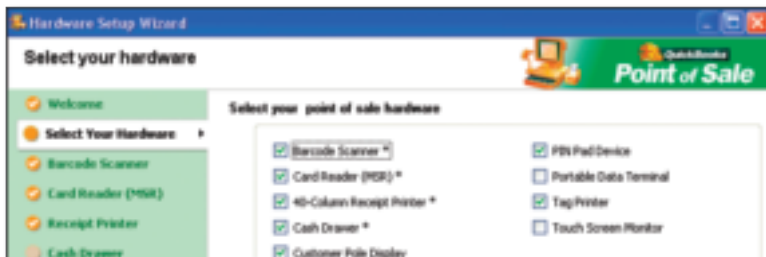 Hardware Setup Wizard
Select your hardware
QuickBooks
Point of Sale
Welcome
Select Your Hardware
Barcode Scanner
Card Reader (MSR)
Receipt Printer
Cash Drawer
Select your point of sale hardware
Barcode Scanner *
Card Reader (MSR) *
40-Column Receipt Printer *
Cash Drawer *
Customer Pole Display
PIN Pad Device
Portable Data Terminal
Tag Printer
Touch Screen Monitor